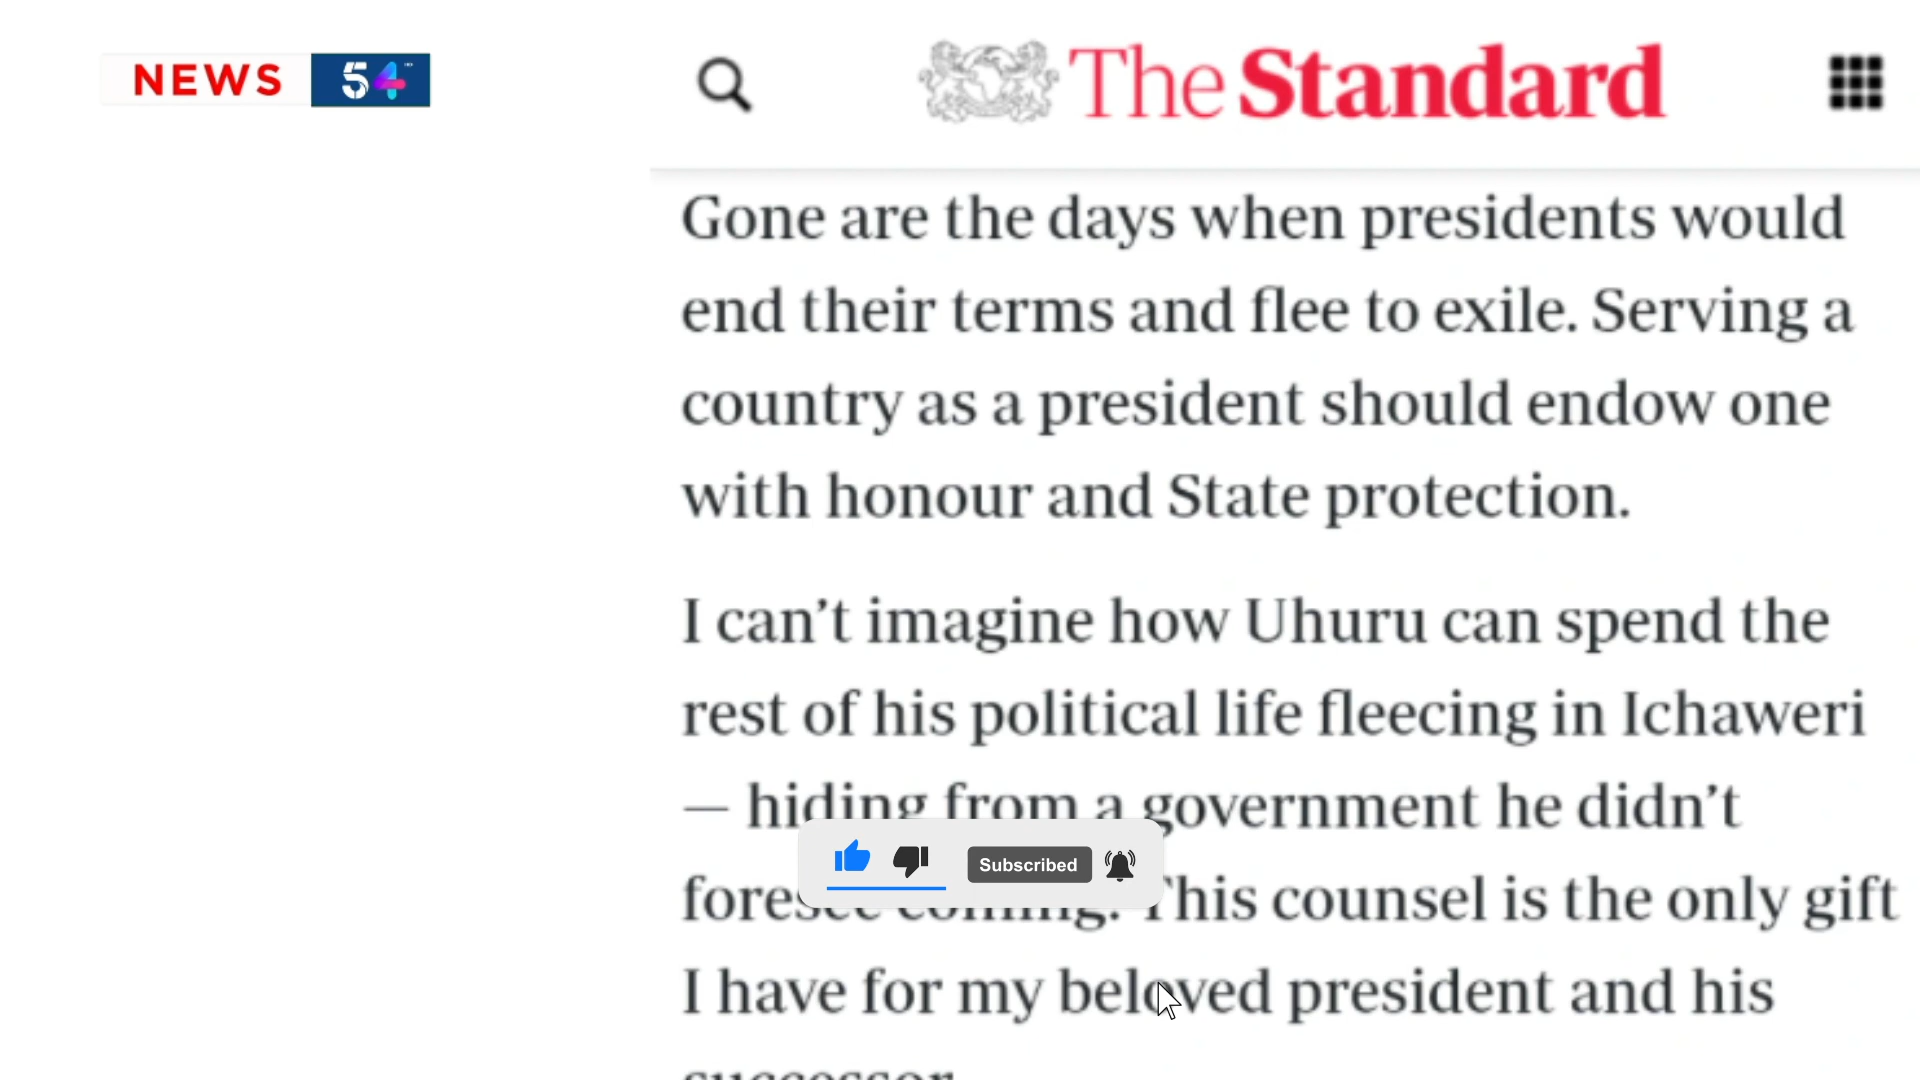 NEWS 54
The Standard
Gone are the days when presidents would
end their terms and flee to exile. Serving a
country as a president should endow one
with honour and State protection.
I can't imagine how Uhuru can spend the
rest of his political life fleecing in Ichaweri
— hiding from a government he didn't
foresee coming. This counsel is the only gift
Subscribed
I have for my beloved president and his
successor